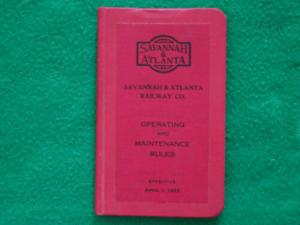 SAVANNAH
&
ATLANTA
SAVANNAH & ATLANTA
RAILWAY CO.
OPERATING
AND
MAINTENANCE
RULES
EFFECTIVE
APRIL 1,